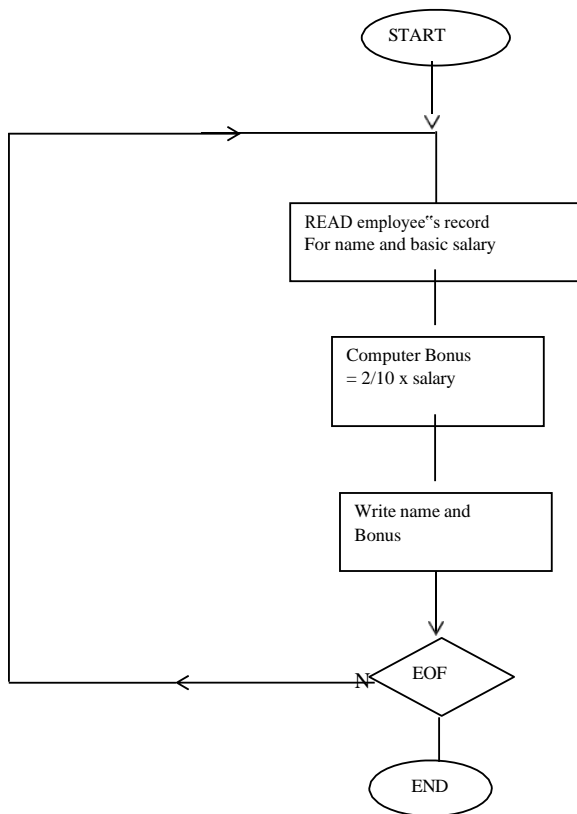 START
READ employee‟s record
For name and basic salary
Computer Bonus
= 2/10 x salary
Write name and
Bonus
N
EOF
END